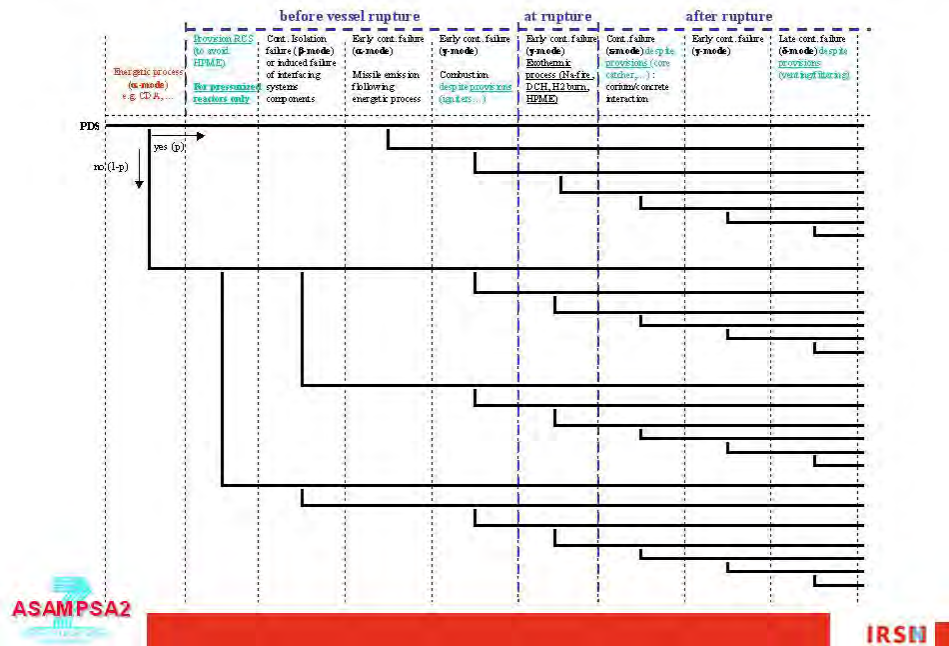 before vessel rupture
at rupture
after rupture
Energetic process
(α-mode)
e.g. CDA, ...
Provision RCS
(to avoid
HPME)
For pressurized
reactors only
Cont. Isolation
failure (β-mode)
or induced failure
of interfacing
systems
components
Early cont. failure
(α-mode)
Missile emission
flollowing
energetic process
Early cont. failure
(γ-mode)
Combustion
despite provisions
(igniters...)
Early cont. failure
(γ-mode)
Exothermic
process (Na-fire,
DCH, H2 burn,
HPME)
Cont. failure
(ε-mode) despite
provisions (core
catcher,...) :
corium/concrete
interaction
Early cont. failure
γ-mode)
Late cont. failure
(δ-mode) despite
provisions
(venting/filtering)
PDS
yes (p)
no (1-p)
ASAMPSA2
IRSN